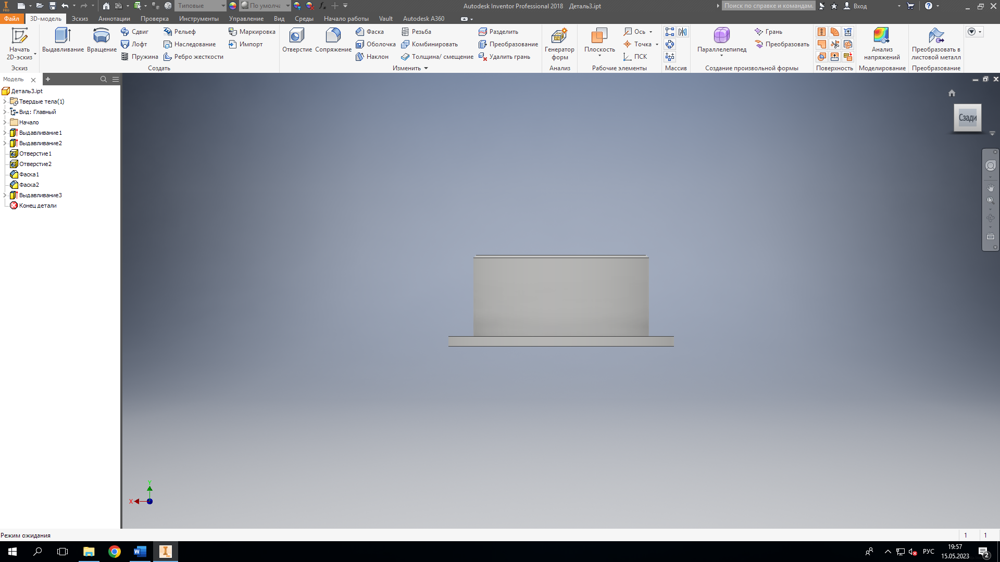 Типовые
По умолча
Autodesk Inventor Professional 2018 Деталь3.ipt
Поиск по справке и командам.
Вход
PRO
Файл 3D-модель Эскиз Аннотации Проверка Инструменты Управление Вид Среды Начало работы Vault Autodesk A360
Начать
2D-эскиз
Эскиз
Выдавливание
Вращение
Сдвиг
Лофт
Пружина
Рельеф
Наследование
Ребро жесткости
Маркировка
Импорт
Создать
Отверстие
Сопряжение
Фаска
Оболочка
Наклон
Резьба
Комбинировать
Толщина/ смещение
Разделить
Преобразование
Удалить грань
Изменить
Генератор
форм
Анализ
Плоскость
Ось
Точка
ПСК
Рабочие элементы
Массив
Параллелепипед
Грань
Преобразовать
Создание произвольной формы
Поверхность
Анализ
напряжений
Моделирование
Преобразовать в
листовой металл
Преобразование
Модель
Деталь3.ipt
Твердые тела(1)
Вид: Главный
Начало
Выдавливание1
Выдавливание2
Отверстие1
Отверстие2
Фаска1
Фаска2
Выдавливание3
Конец детали
Сзади
Y
X
Режим ожидания
1 1
РУС
19:57
15.05.2023
2